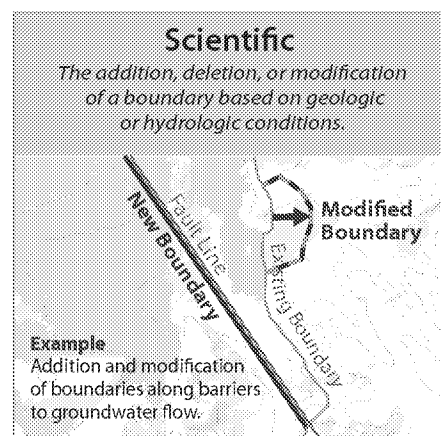 Scientific
The addition, deletion, or modification
of a boundary based on geologic
or hydrologic conditions.
Fault Line
New Boundary
Modified
Boundary
Existing Boundary
Example
Addition and modification
of boundaries along barriers
to groundwater flow.